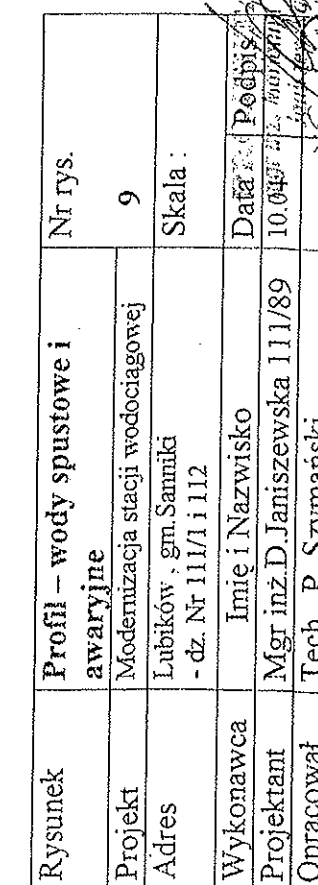 Rysunek Profil – wody spustowe i Nr rys.
awaryjne 9
Projekt Modernizacja stacji wodociągowej
Adres Lubików , gm.Sanniki Skala :
- dz. Nr 111/1 i 112
Wykonawca Imię i Nazwisko Data Podpis
Projektant Mgr inż.D.Janiszewska 111/89
Opracował Tech. P. Szymański